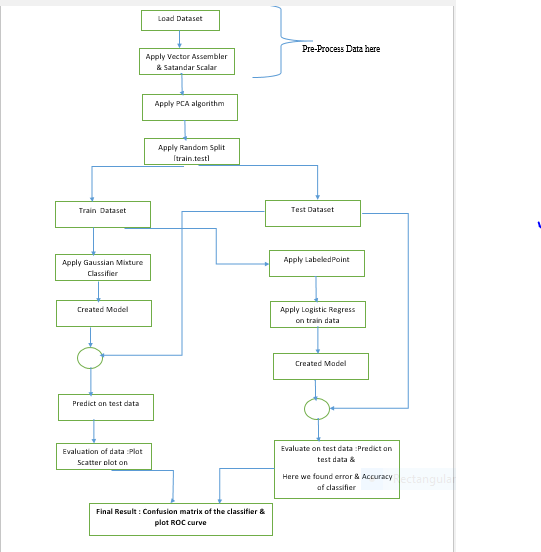 Load Dataset
Pre-Process Data here
Apply Vector Assembler
& Satandar Scalar
Apply PCA algorithm
Apply Random Split
[train.test]
Train Dataset
Test Dataset
Apply Gaussian Mixture
Classifier
Apply LabeledPoint
Created Model
Apply Logistic Regress
on train data
Created Model
Predict on test data
Evaluation of data :Plot
Scatter plot on
Evaluate on test data :Predict on
test data &
Here we found error & Accuracy
of classifier
Rectangular
Final Result : Confusion matrix of the classifier &
plot ROC curve